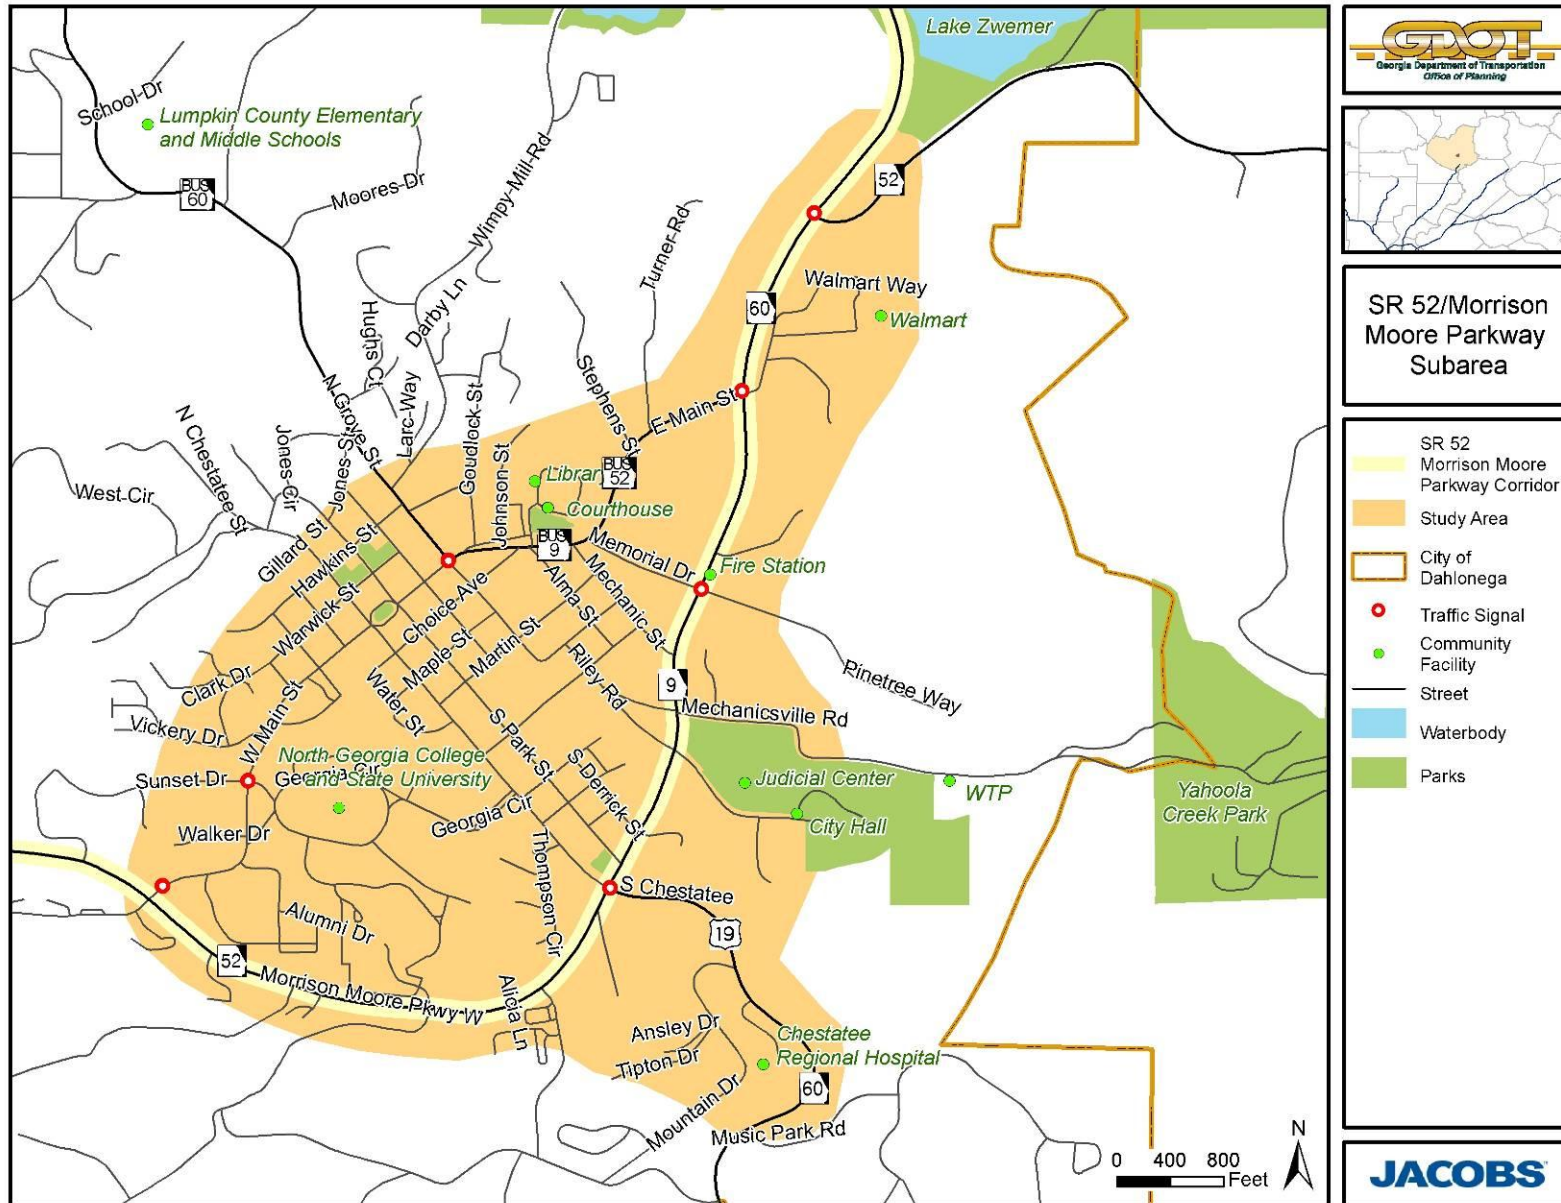 Lake Zwemer
School Dr
Lumpkin County Elementary
and Middle Schools
BUS
60
Moores Dr
Wimpy Mill Rd
Turner Rd
52
Walmart Way
60
Walmart
Darby Ln
Hughs Ct
Larc Way
N Grove St
Goudlock St
Stephens St
E Main St
N Chestatee St
Jones Cir
Jones S
Johnson St
Librar
BUS
52
West Cir
Courthouse
BUS
9
Gillard St
Hawkins St
Memorial Dr
Fire Station
Choice Ave
Alma St
Mechanic St
Warwick St
Maple St
Martin St
Riley Rd
Pinetree Way
Clark Dr
Water St
9
Mechanicsville Rd
Vickery Dr
W Main St
S Park St
North Georgia College
and State University
Georgia Cir
Sunset Dr
S Derrick St
Judicial Center
WTP
Yahoola
Creek Park
Walker Dr
Georgia Cir
City Hall
Thompson Cir
S Chestatee
Alumni Dr
19
52
Morrison Moore Pkwy W
Alicia Ln
Ansley Dr
Tipton Dr
Chestatee
Regional Hospital
60
Mountain Dr
Music Park Rd
N
0 400 800
Feet
GDOT
Georgia Department of Transportation
Office of Planning
SR 52/Morrison
Moore Parkway
Subarea
SR 52
Morrison Moore
Parkway Corridor
Study Area
City of
Dahlonega
Traffic Signal
Community
Facility
Street
Waterbody
Parks
JACOBS